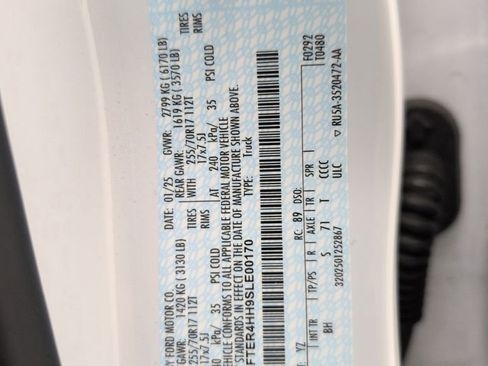 Y FORD MOTOR CO.
DATE: 01/25 GVWR: 2799 KG ( 6170 LB)
GAWR: REAR GAWR:
1420 KG ( 3130 LB) 1619 KG ( 3570 LB)
255/70R17 112T WITH 255/70R17 112T TIRES
17x7.5J RIMS 17x7.5J RIMS
kPa/ 35 PSI COLD AT 240 kPa/ 35 PSI COLD
VEHICLE CONFORMS TO ALL APPLICABLE FEDERAL MOTOR VEHICLE
STANDARDS IN EFFECT ON THE DATE OF MANUFACTURE SHOWN ABOVE.
FTER4HH9SLE00170 TYPE: Truck
F0292
T0480
YZ RC: 89 DSO:
INT TR TP/PS R AXLE TR SPR
BH S 71 T CCCC
ULC
3202501252867
▽ RU5A-3520472-AA